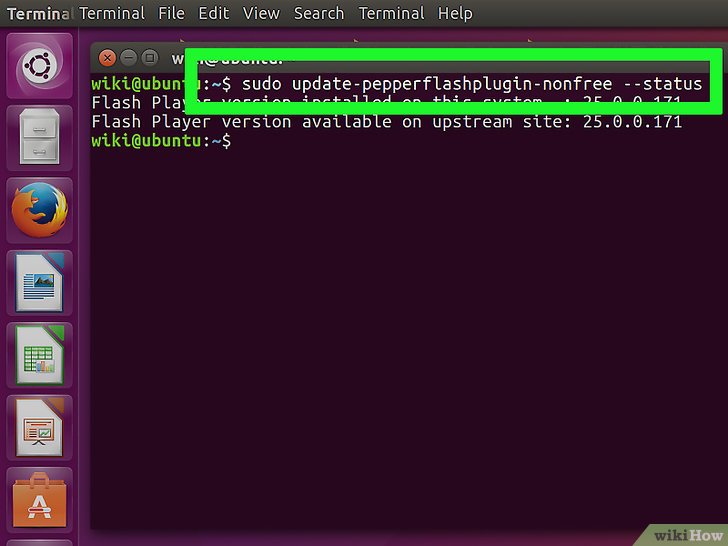 Terminal Terminal File Edit View Search Terminal Help
wiki@ubuntu:
wiki@ubuntu:~$ sudo update-pepperflashplugin-nonfree --status
Flash Player version installed on this system : 25.0.0.171
Flash Player version available on upstream site: 25.0.0.171
wiki@ubuntu:~$
wikiHow